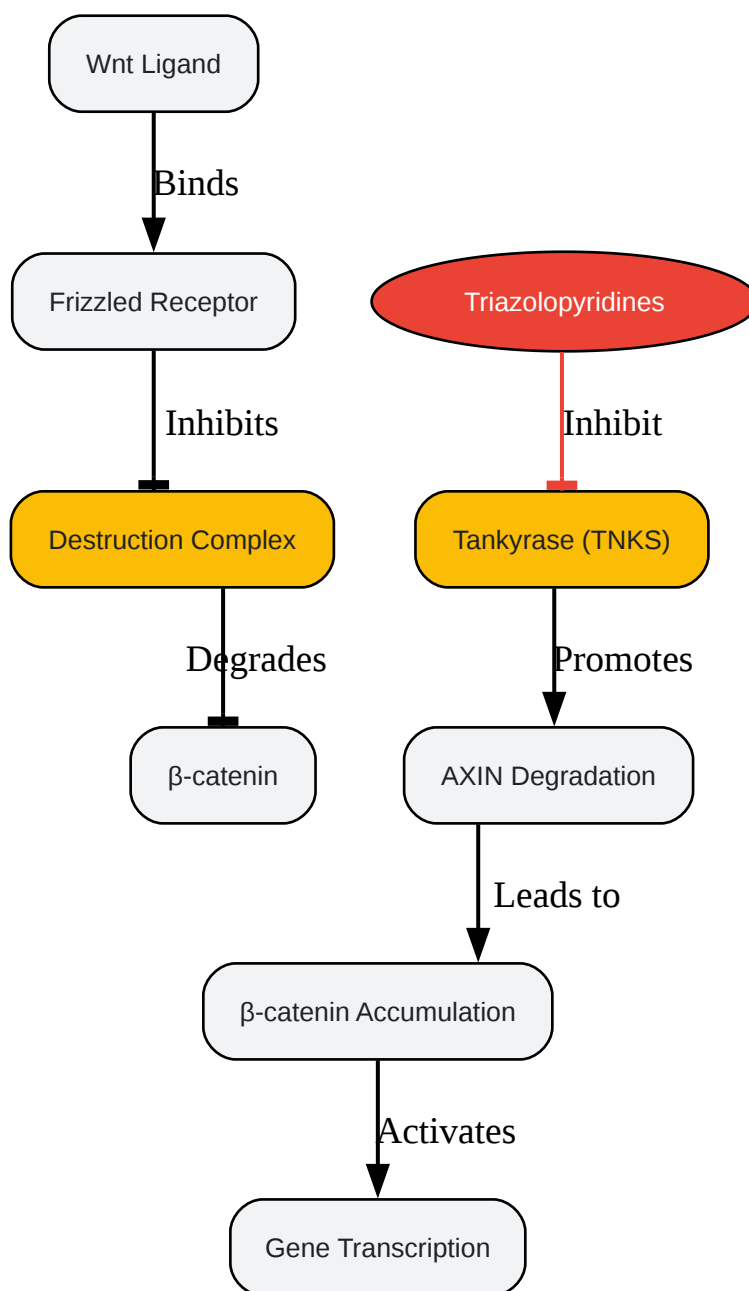 Wnt Ligand
Binds
Frizzled Receptor
Triazolopyridines
Inhibits
Inhibit
Destruction Complex
Tankyrase (TNKS)
Degrades
Promotes
β-catenin
AXIN Degradation
Leads to
β-catenin Accumulation
Activates
Gene Transcription